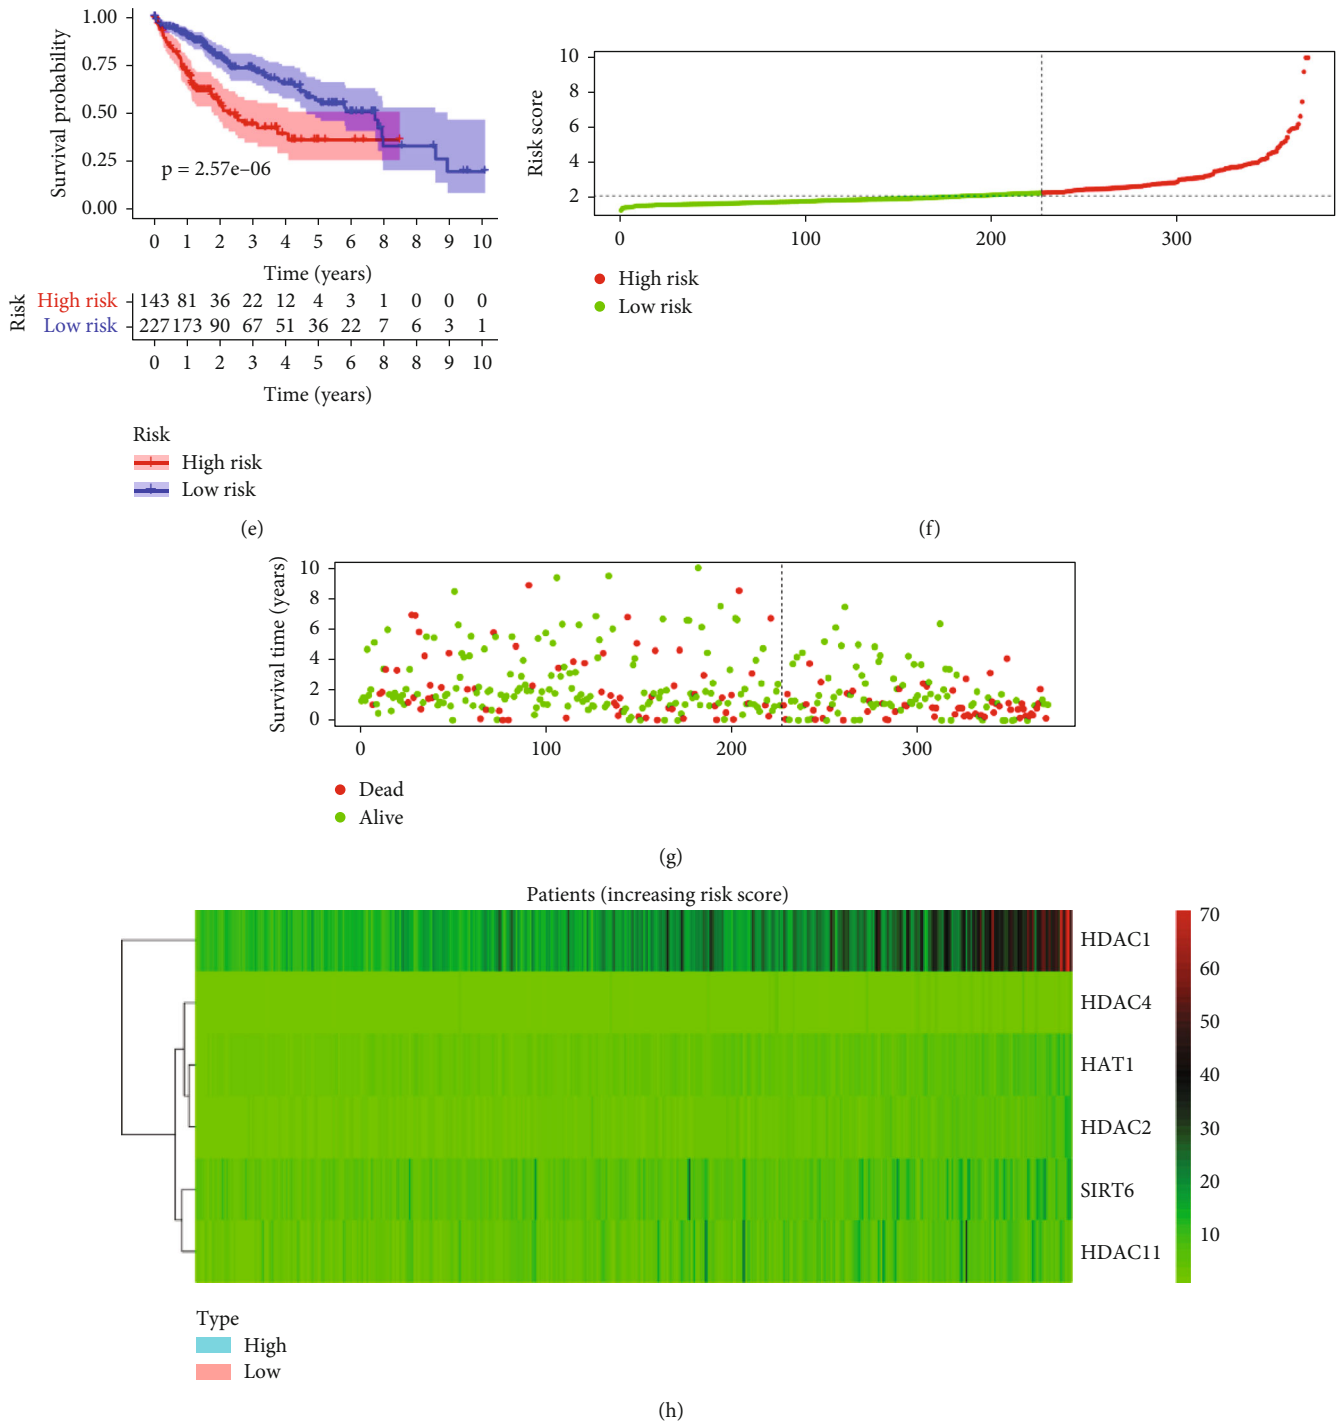 1.00
0.75
0.50
0.25
0.00
Survival probability
p = 2.57e–06
0 1 2 3 4 5 6 8 8 9 10
Time (years)
Risk
High risk 143 81 36 22 12 4 3 1 0 0 0
Low risk 227 173 90 67 51 36 22 7 6 3 1
0 1 2 3 4 5 6 8 8 9 10
Time (years)
Risk
High risk
Low risk
(e)
10
8
6
4
2
Risk score
0 100 200 300
High risk
Low risk
(f)
10
8
6
4
2
0
Survival time (years)
0 100 200 300
Dead
Alive
(g)
Patients (increasing risk score)
HDAC1
HDAC4
HAT1
HDAC2
SIRT6
HDAC11
70
60
50
40
30
20
10
Type
High
Low
(h)